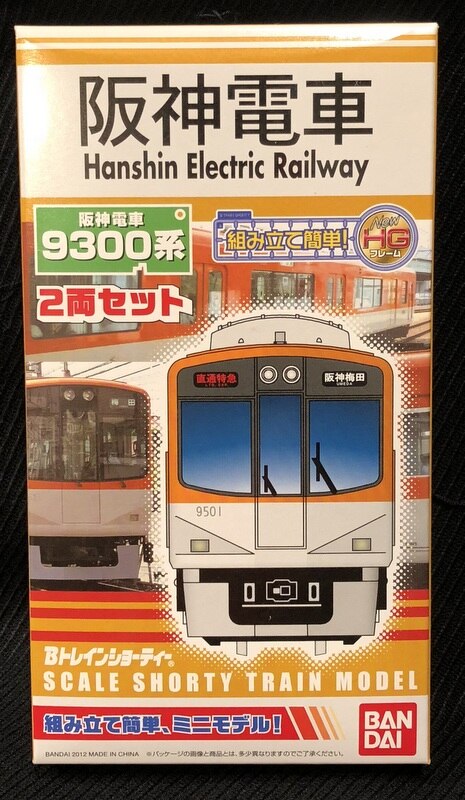 阪神電車
Hanshin Electric Railway
阪神電車
9300系
組み立て簡単!
New
HG
フレーム
2両セット
直通特急
阪神梅田
UMEDA
梅田
9501
Bトレインショーティー®
SCALE SHORTY TRAIN MODEL
組み立て簡単、ミニモデル!
BAN
DAI
BANDAI 2012 MADE IN CHINA ※パッケージの画像と商品とは、多少異なりますのでご了承ください。